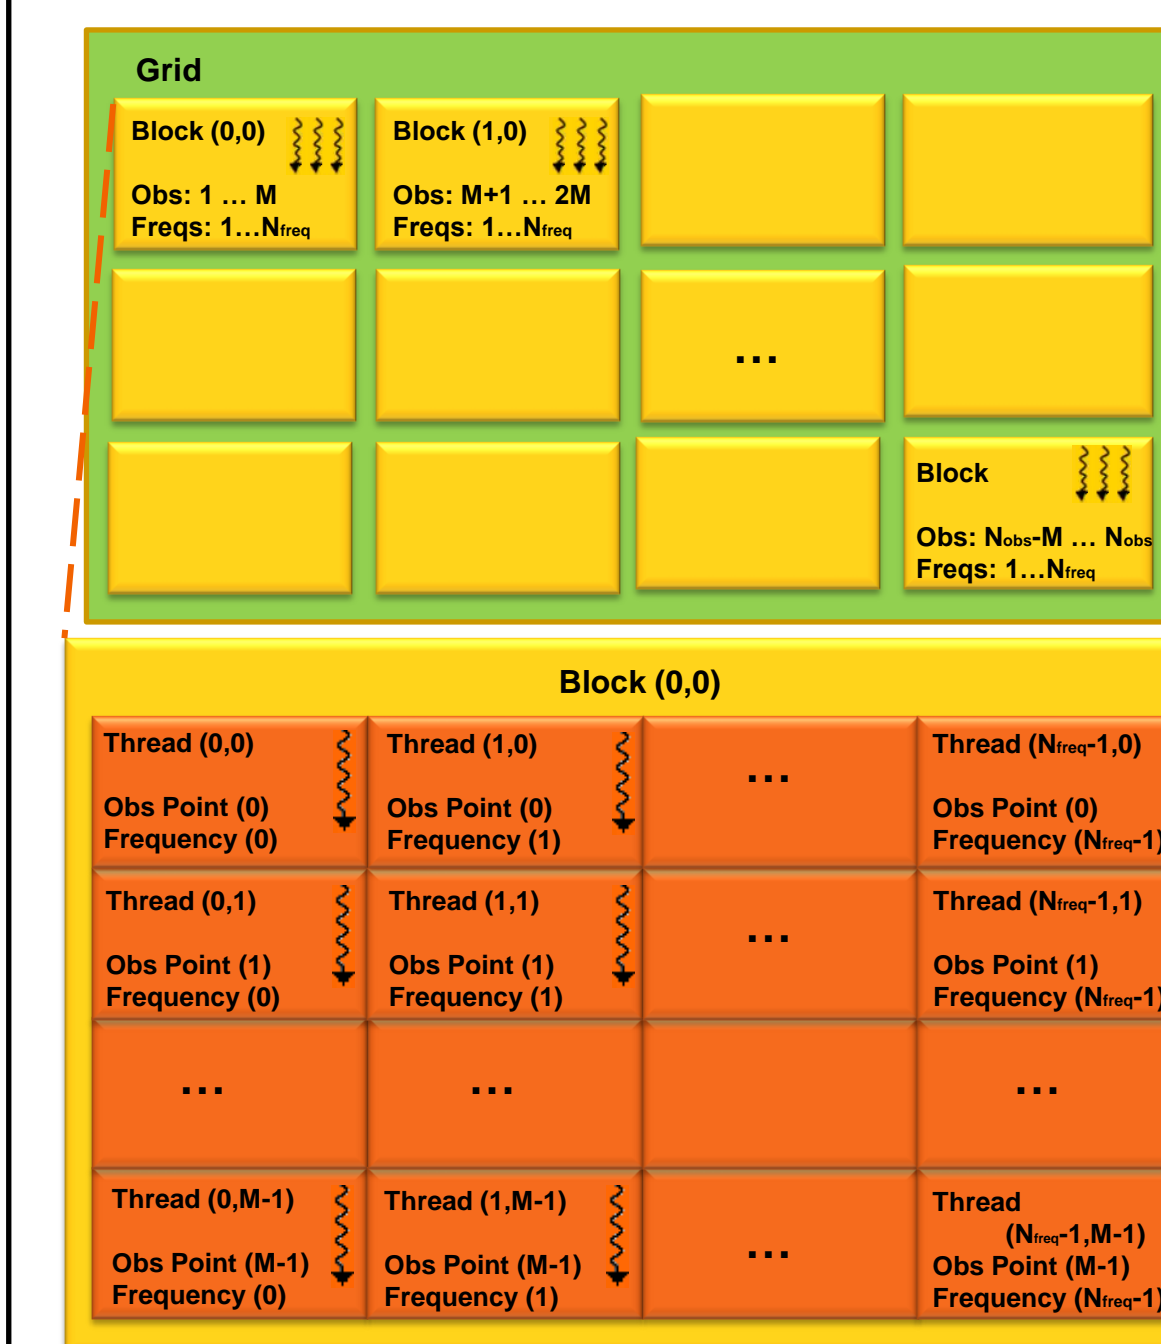 Grid
Block (0,0)
Obs: 1 … M
Freqs: 1…Nfreq
Block (1,0)
Obs: M+1 … 2M
Freqs: 1…Nfreq
…
Block
Obs: Nobs-M … Nobs
Freqs: 1…Nfreq
Block (0,0)
Thread (0,0)
Obs Point (0)
Frequency (0)
Thread (1,0)
Obs Point (0)
Frequency (1)
…
Thread (Nfreq-1,0)
Obs Point (0)
Frequency (Nfreq-1)
Thread (0,1)
Obs Point (1)
Frequency (0)
Thread (1,1)
Obs Point (1)
Frequency (1)
…
Thread (Nfreq-1,1)
Obs Point (1)
Frequency (Nfreq-1)
…
…
…
Thread (0,M-1)
Obs Point (M-1)
Frequency (0)
Thread (1,M-1)
Obs Point (M-1)
Frequency (1)
…
Thread
(Nfreq-1,M-1)
Obs Point (M-1)
Frequency (Nfreq-1)